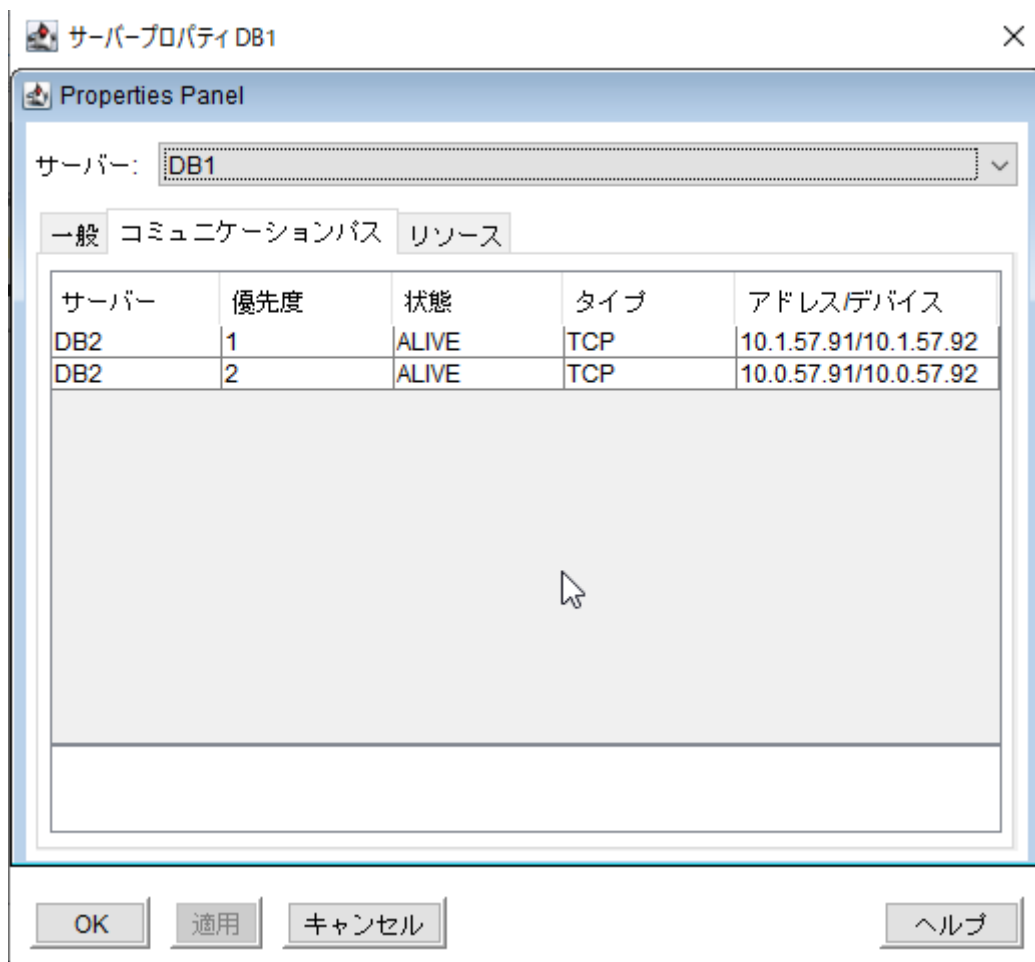 サーバープロパティ DB1
Properties Panel
サーバー: DB1
一般 コミュニケーションパス リソース
サーバー 優先度 状態 タイプ アドレス/デバイス
DB2 1 ALIVE TCP 10.1.57.91/10.1.57.92
DB2 2 ALIVE TCP 10.0.57.91/10.0.57.92
OK 適用 キャンセル ヘルプ